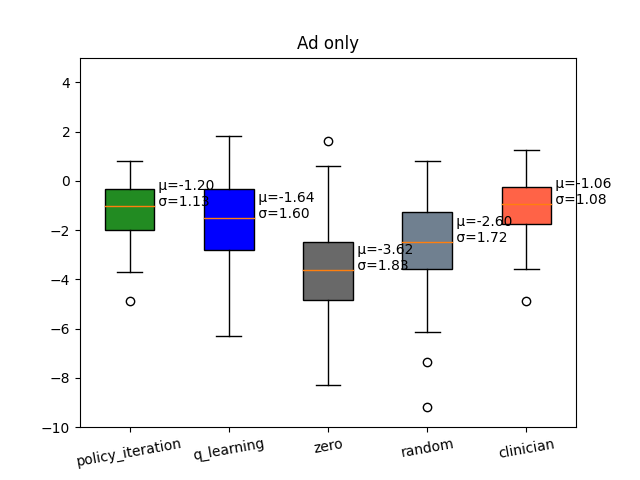 Ad only
4
2
0
−2
−4
−6
−8
−10
μ=-1.20
σ=1.13
μ=-1.64
σ=1.60
μ=-3.62
σ=1.83
μ=-2.60
σ=1.72
μ=-1.06
σ=1.08
policy_iteration
q_learning
zero
random
clinician